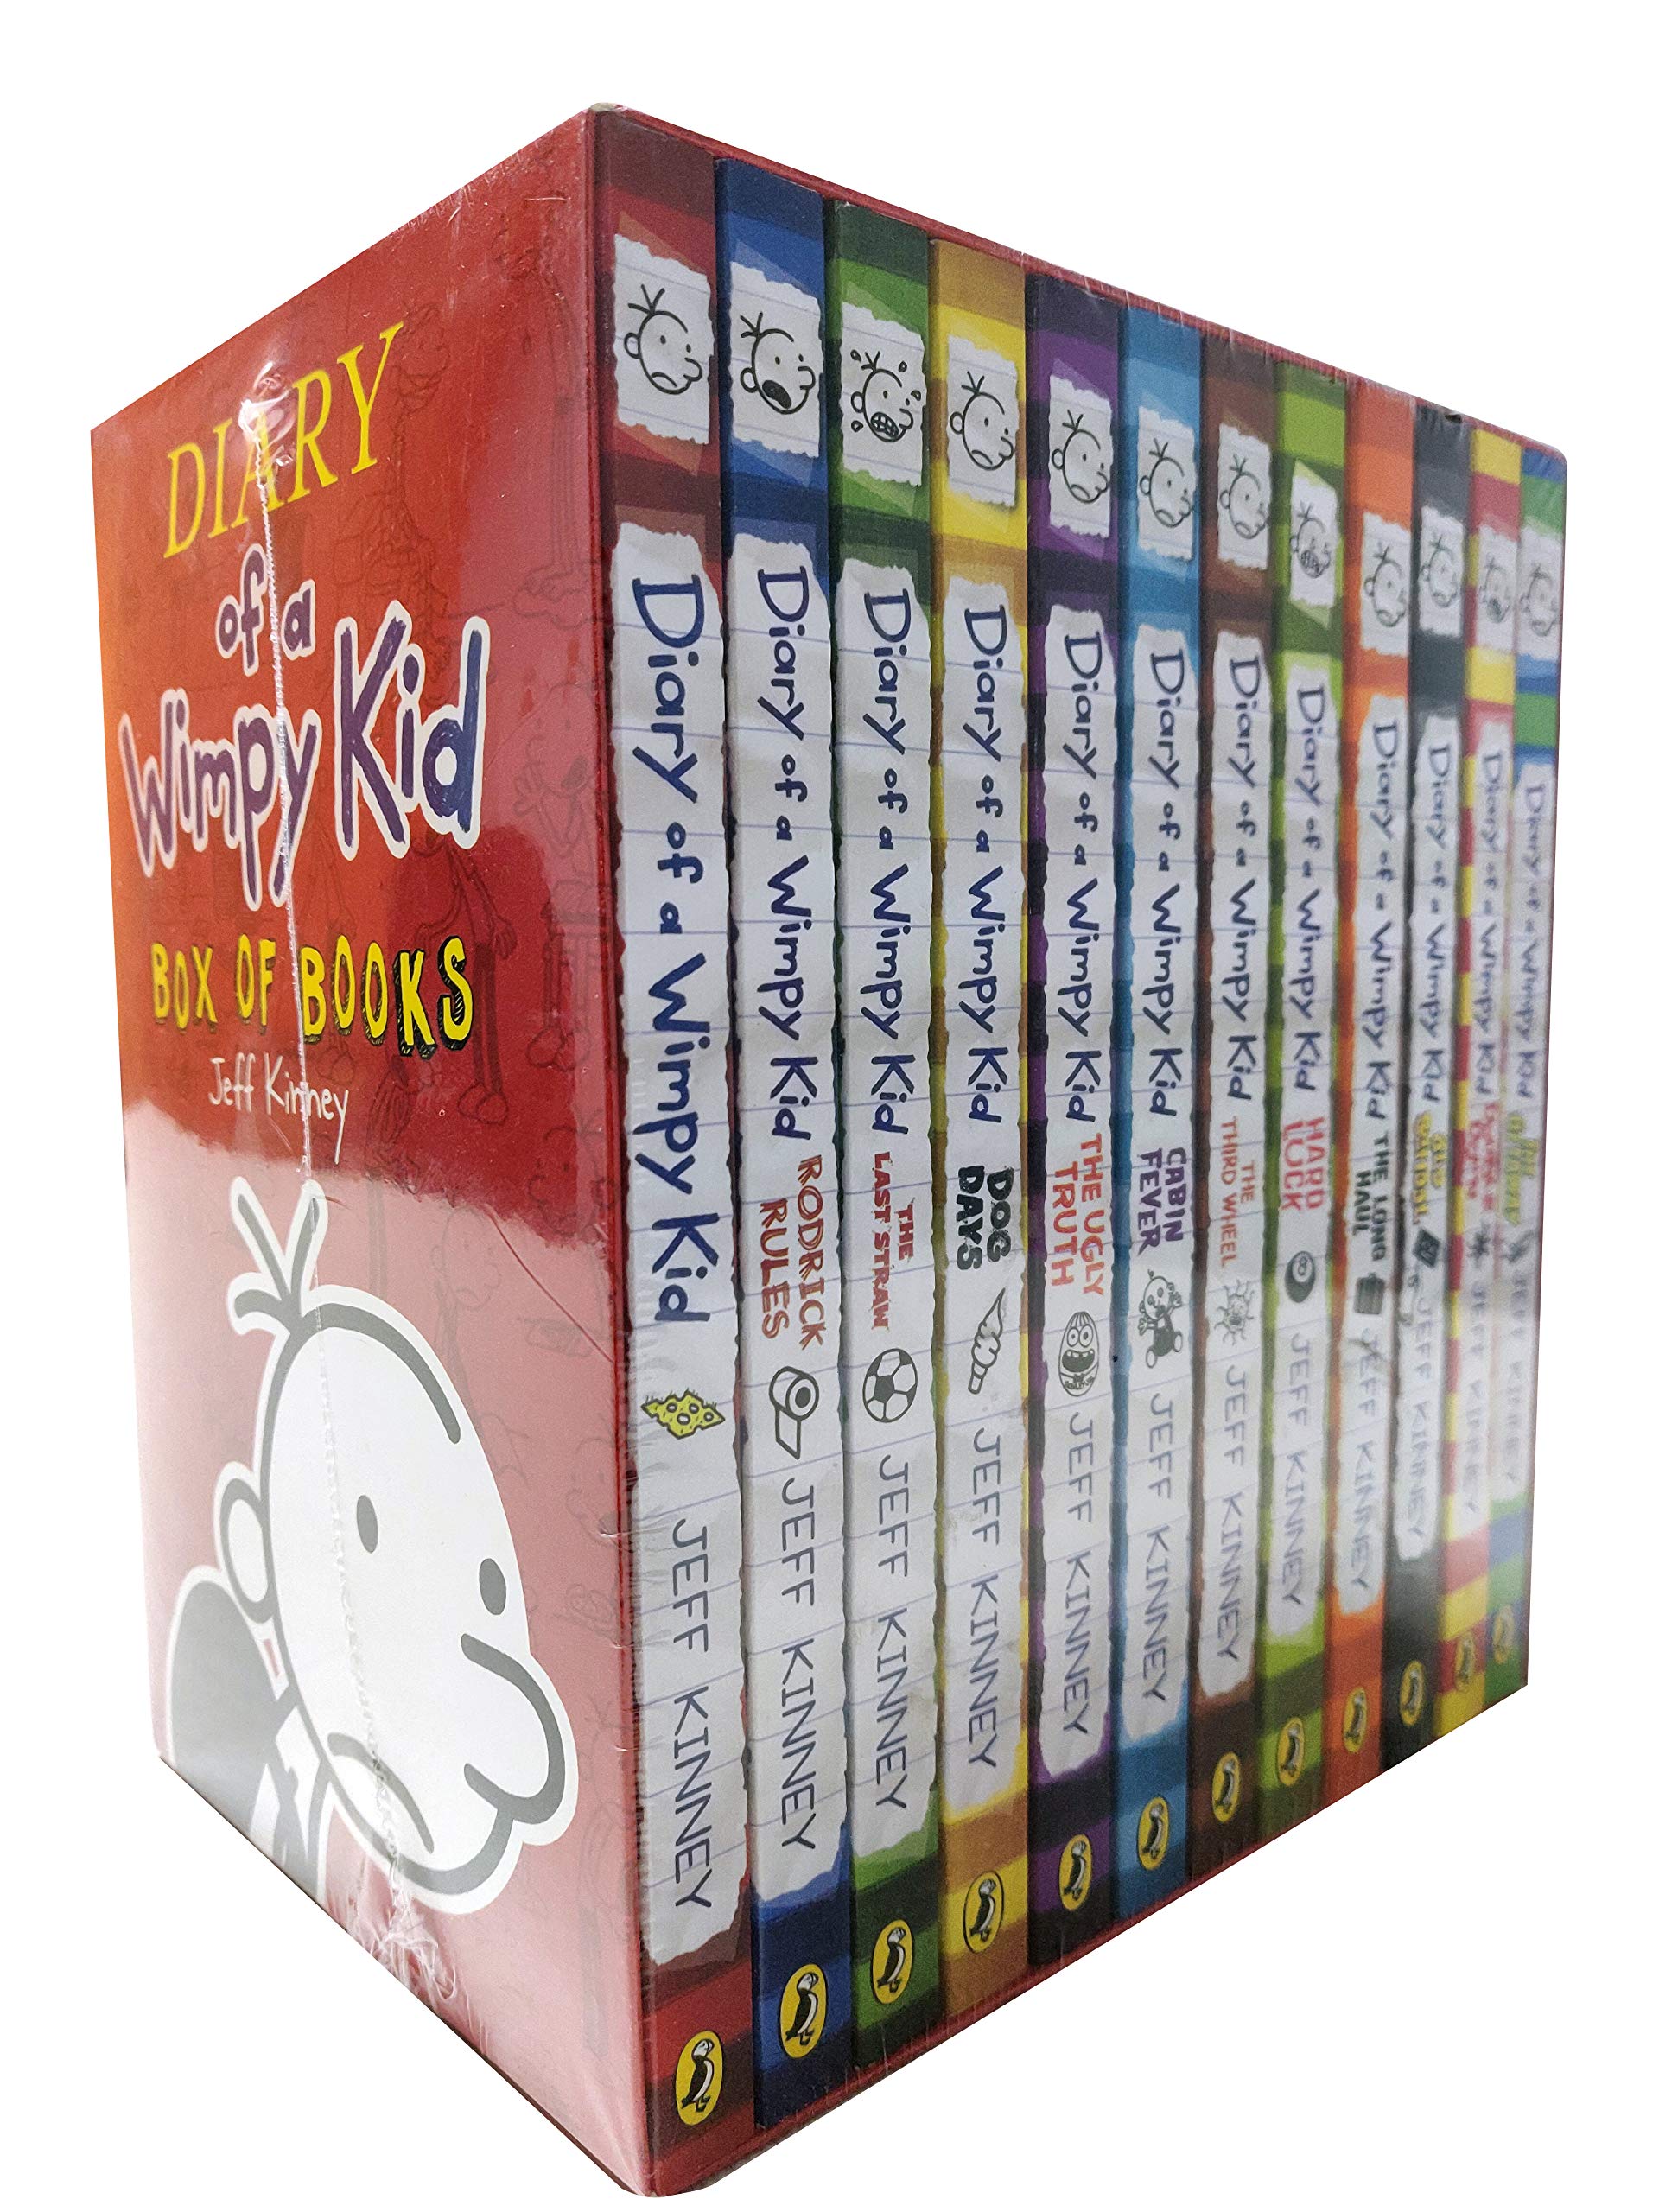 DIARY
of a
Wimpy Kid
BOX OF BOOKS
Jeff Kinney
Diary of a Wimpy Kid JEFF KINNEY
Diary of a Wimpy Kid RODRICK RULES JEFF KINNEY
Diary of a Wimpy Kid THE LAST STRAW JEFF KINNEY
Diary of a Wimpy Kid DOG DAYS JEFF KINNEY
Diary of a Wimpy Kid THE UGLY TRUTH JEFF KINNEY
Diary of a Wimpy Kid CABIN FEVER JEFF KINNEY
Diary of a Wimpy Kid THE THIRD WHEEL JEFF KINNEY
Diary of a Wimpy Kid HARD LUCK 8 JEFF KINNEY
Diary of a Wimpy Kid THE LONG HAUL JEFF KINNEY
Diary of a Wimpy Kid OLD SCHOOL JEFF KINNEY
Diary of a Wimpy Kid JEFF KINNEY
Diary of a Wimpy Kid THE GETAWAY JEFF KINNEY